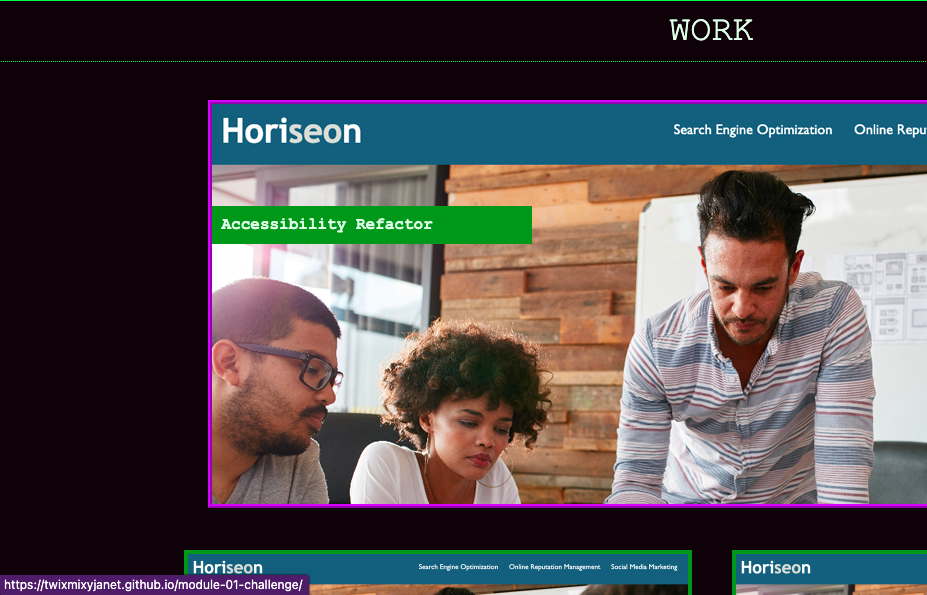 WORK
Horiseon
Search Engine Optimization Online Repu
Accessibility Refactor
Horiseon
Search Engine Optimization Online Reputation Management Social Media Marketing
Horiseon
https://twixmixyjanet.github.io/module-01-challenge/